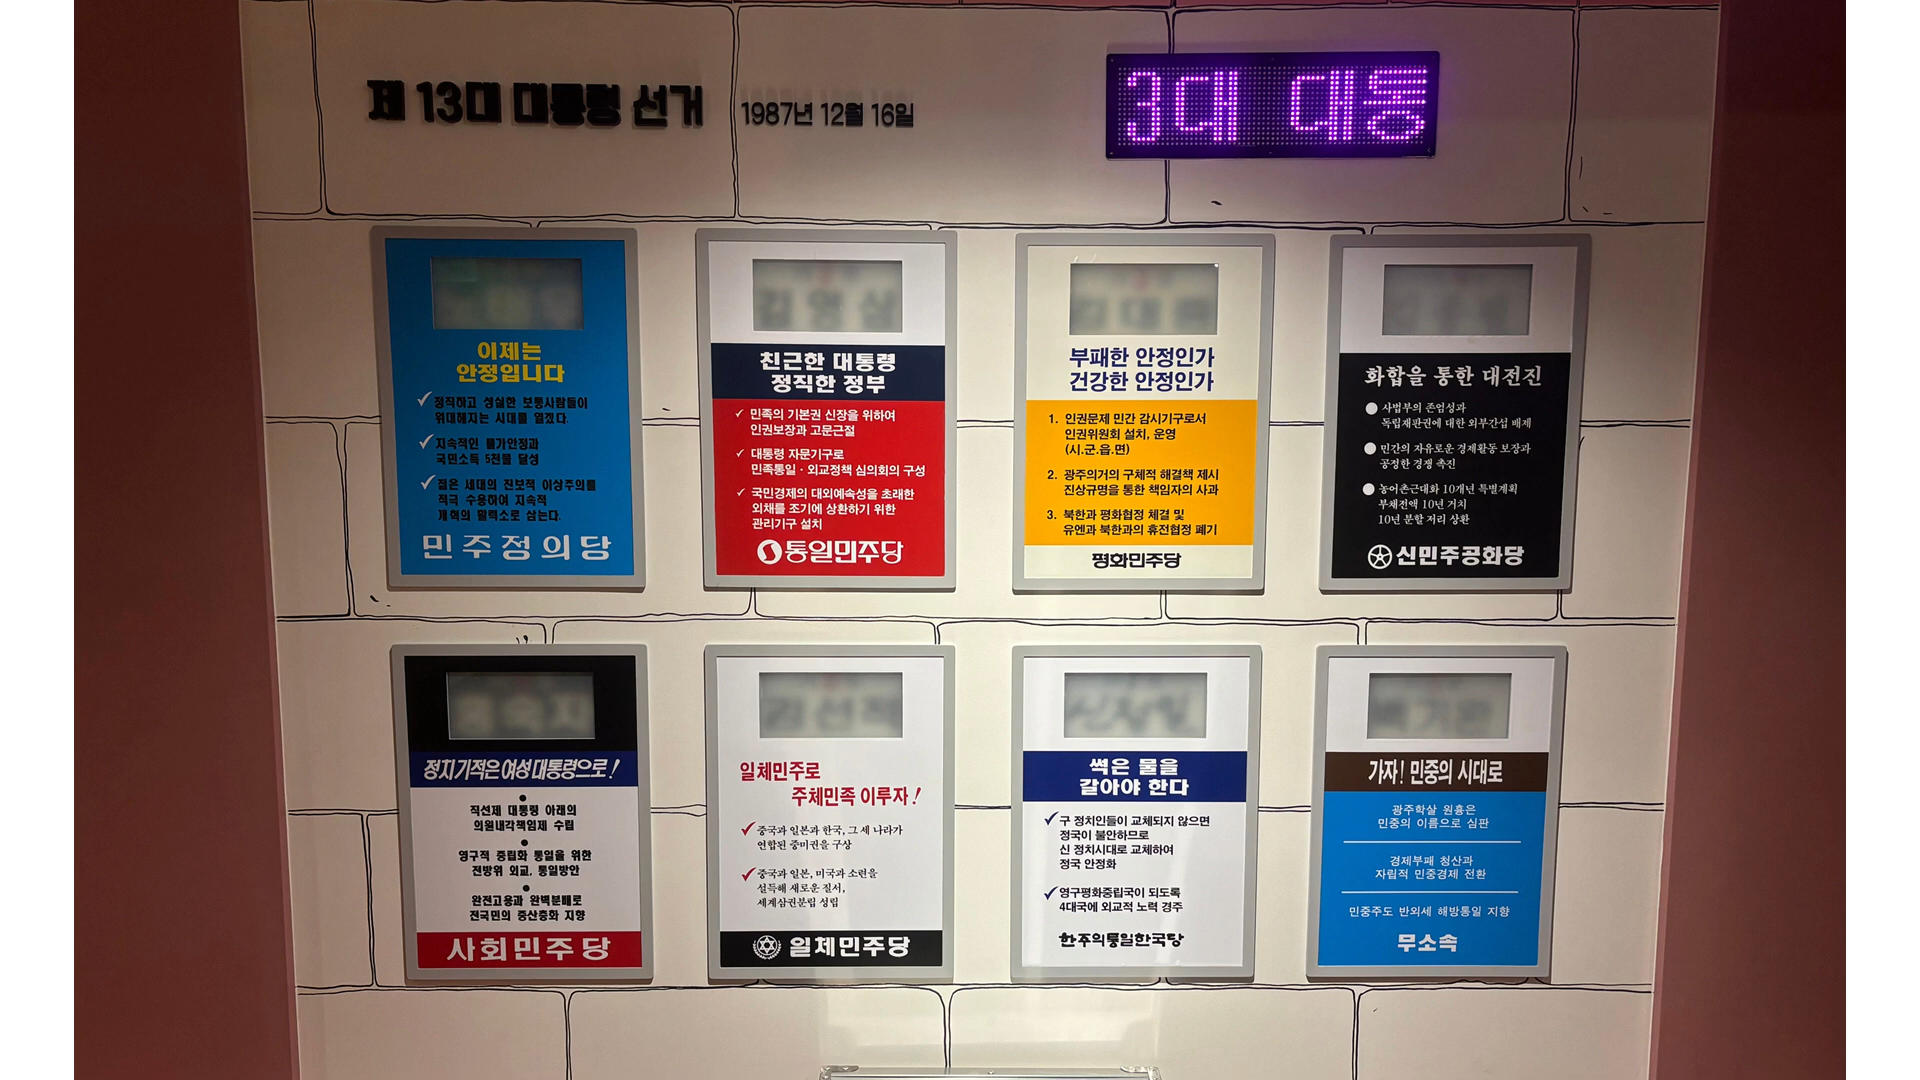 제 13대 대통령 선거
1987년 12월 16일
3대 대통
이제는
안정입니다
정직하고 성실한 보통사람들이
위대해지는 시대를 열겠다.
지속적인 물가안정과
국민소득 5천불 달성
젊은 세대의 진보적 이상주의를
적극 수용하여 지속적
개혁의 활력소로 삼는다.
민주정의당
김영삼
친근한 대통령
정직한 정부
민족의 기본권 신장을 위하여
인권보장과 고문근절
대통령 자문기구로
민족통일·외교정책 심의회의 구성
국민경제의 대외예속성을 초래한
외채를 조기에 상환하기 위한
관리기구 설치
통일민주당
부패한 안정인가
건강한 안정인가
1. 인권문제 민간 감시기구로서
인권위원회 설치, 운영
(시.군.읍.면)
2. 광주의거의 구체적 해결책 제시
진상규명을 통한 책임자의 사과
3. 북한과 평화협정 체결 및
유엔과 북한과의 휴전협정 폐기
평화민주당
화합을 통한 대전진
사법부의 존엄성과
독립재판권에 대한 외부간섭 배제
민간의 자유로운 경제활동 보장과
공정한 경쟁 촉진
농어촌근대화 10개년 특별계획
부채전액 10년 거치
10년 분할 저리 상환
신민주공화당
정치기적은 여성 대통령으로!
직선제 대통령 아래의
의원내각책임제 수립
영구적 중립화 통일을 위한
전방위 외교, 통일방안
완전고용과 완벽분배로
전국민의 중산층화 지향
사회민주당
일체민주로
주체민족 이루자!
중국과 일본과 한국, 그 세 나라가
연합된 중미권을 구상
중국과 일본, 미국과 소련을
설득해 새로운 질서,
세계삼권분립 성립
일체민주당
썩은 물을
갈아야 한다
구 정치인들이 교체되지 않으면
정국이 불안하므로
신 정치시대로 교체하여
정국 안정화
영구평화중립국이 되도록
4대국에 외교적 노력 경주
한주의통일한국당
가자! 민중의 시대로
광주학살 원흉은
민중의 이름으로 심판
경제부패 청산과
자립적 민중경제 전환
민중주도 반외세 해방통일 지향
무소속